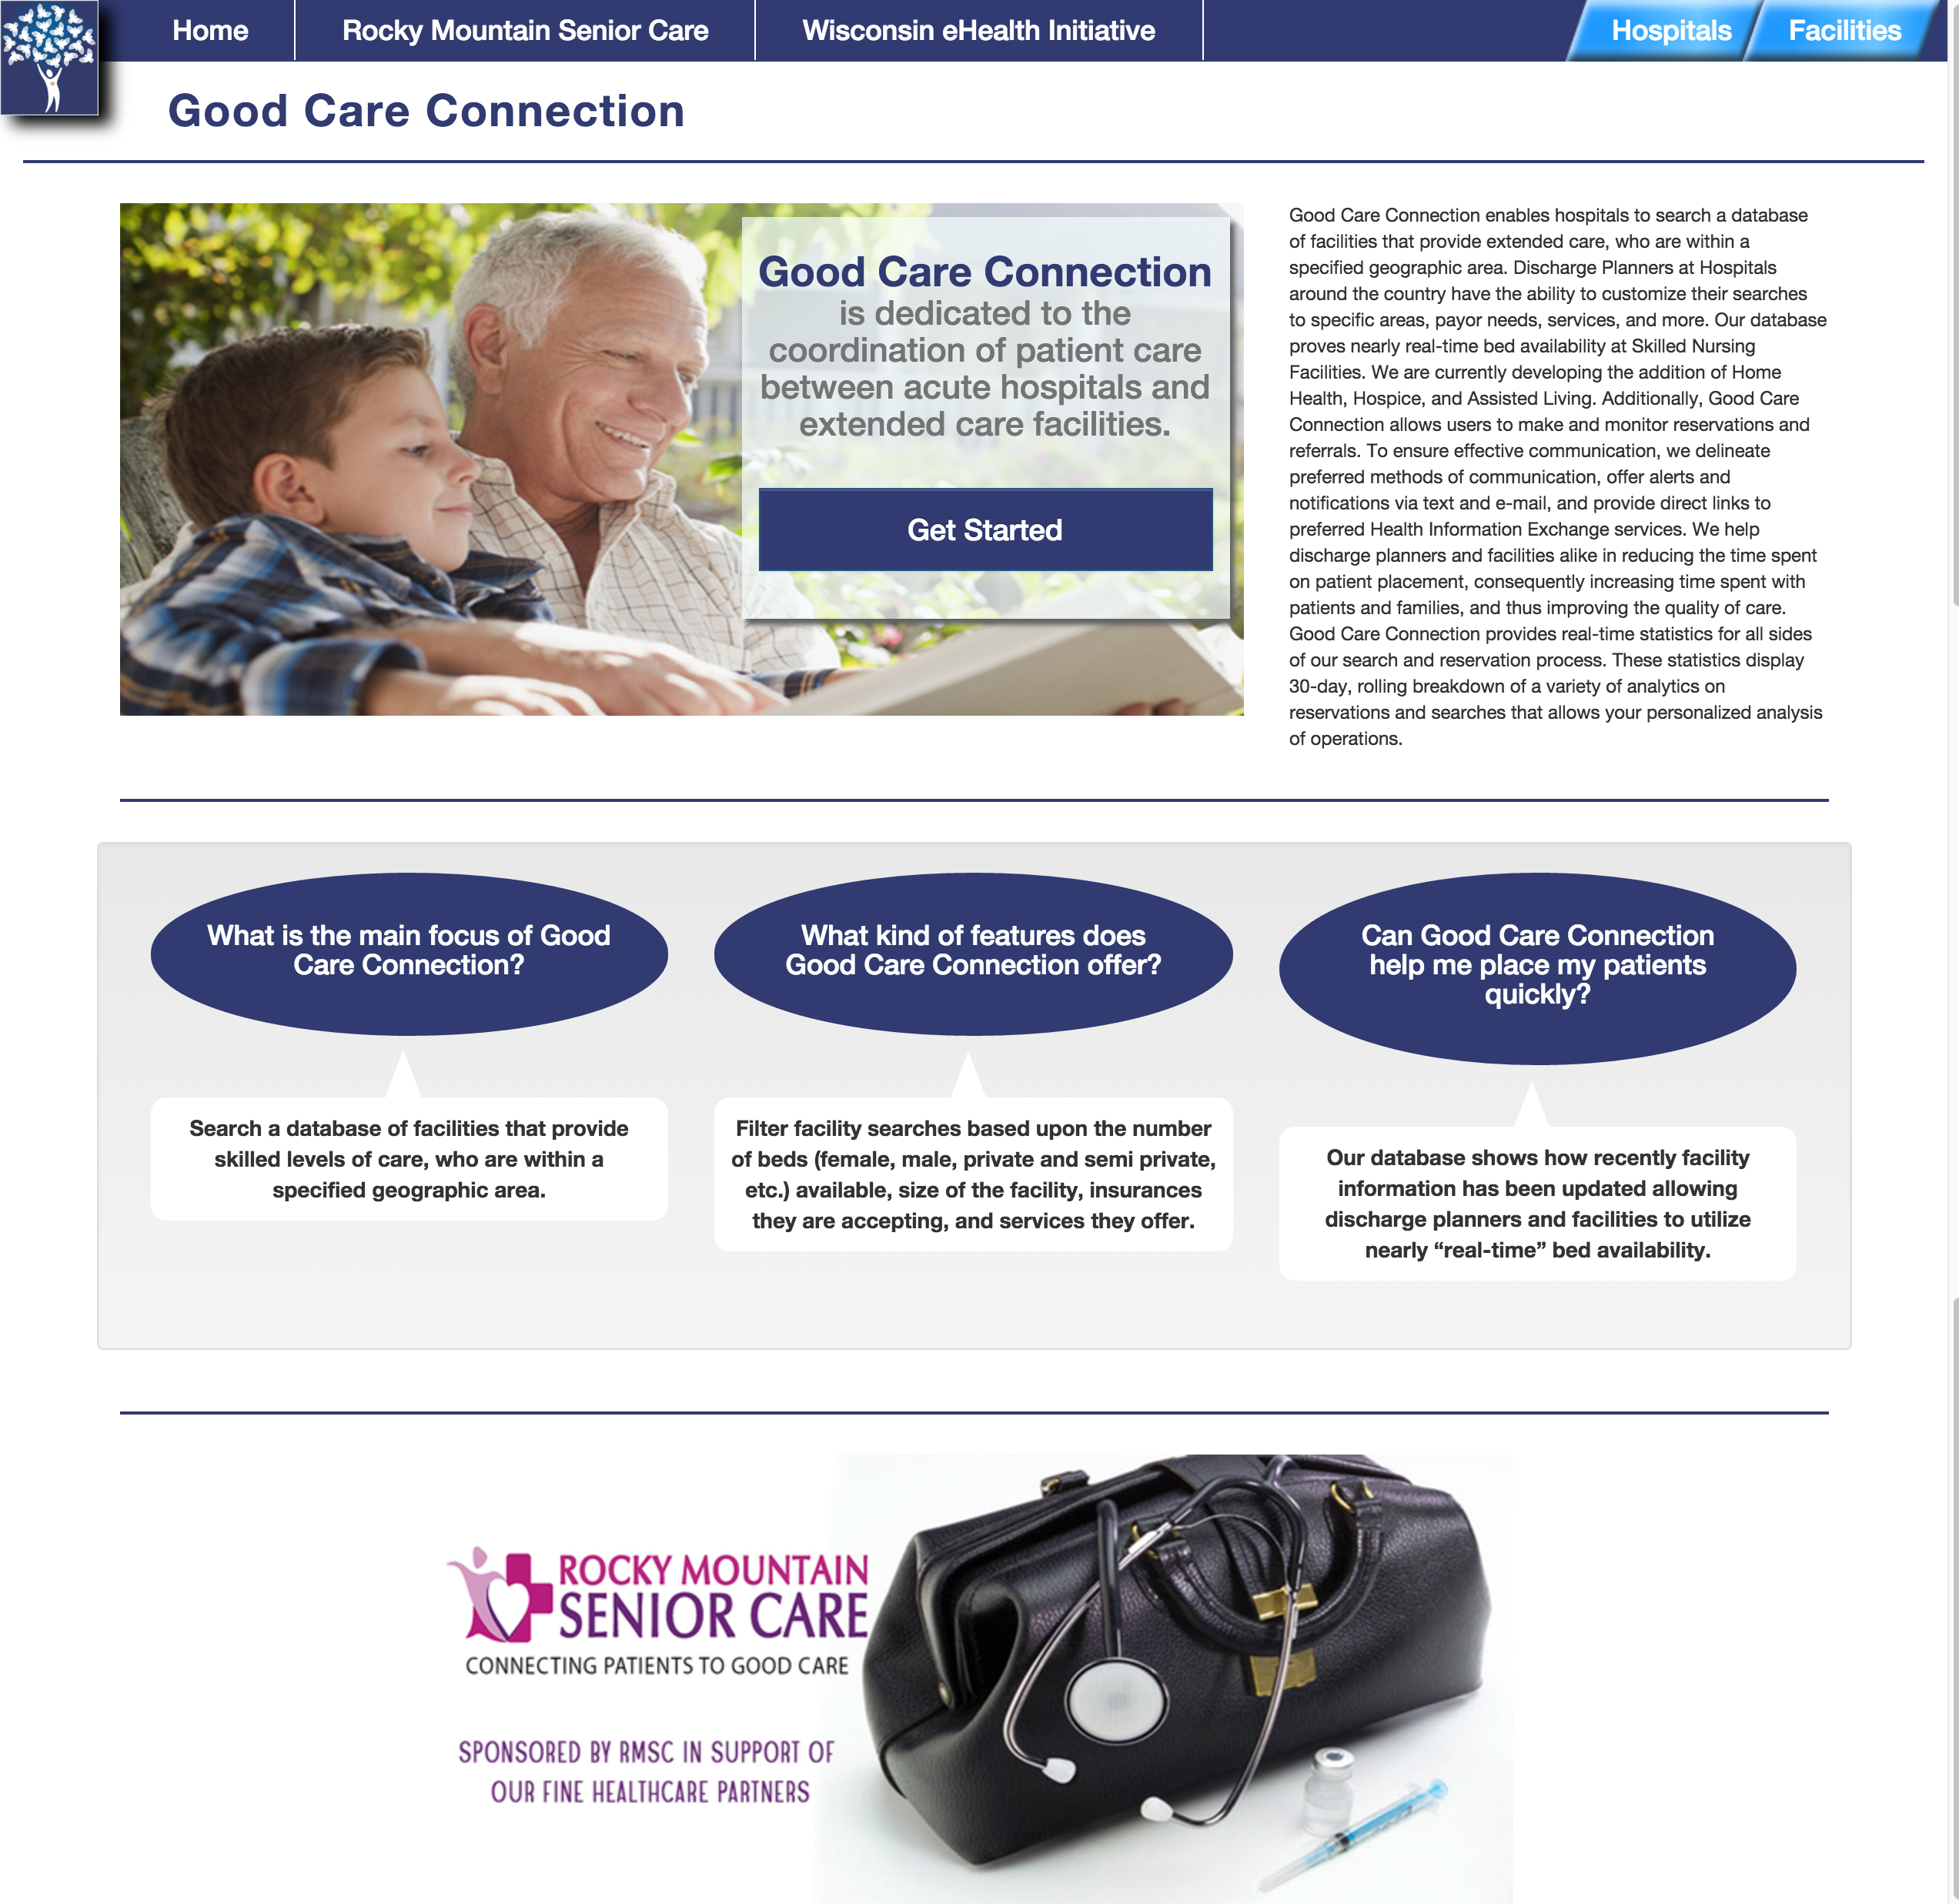 Home
Rocky Mountain Senior Care
Wisconsin eHealth Initiative
Hospitals
Facilities
Good Care Connection
Good Care Connection
is dedicated to the
coordination of patient care
between acute hospitals and
extended care facilities.
Get Started
Good Care Connection enables hospitals to search a database
of facilities that provide extended care, who are within a
specified geographic area. Discharge Planners at Hospitals
around the country have the ability to customize their searches
to specific areas, payor needs, services, and more. Our database
proves nearly real-time bed availability at Skilled Nursing
Facilities. We are currently developing the addition of Home
Health, Hospice, and Assisted Living. Additionally, Good Care
Connection allows users to make and monitor reservations and
referrals. To ensure effective communication, we delineate
preferred methods of communication, offer alerts and
notifications via text and e-mail, and provide direct links to
preferred Health Information Exchange services. We help
discharge planners and facilities alike in reducing the time spent
on patient placement, consequently increasing time spent with
patients and families, and thus improving the quality of care.
Good Care Connection provides real-time statistics for all sides
of our search and reservation process. These statistics display
30-day, rolling breakdown of a variety of analytics on
reservations and searches that allows your personalized analysis
of operations.
What is the main focus of Good
Care Connection?
Search a database of facilities that provide
skilled levels of care, who are within a
specified geographic area.
What kind of features does
Good Care Connection offer?
Filter facility searches based upon the number
of beds (female, male, private and semi private,
etc.) available, size of the facility, insurances
they are accepting, and services they offer.
Can Good Care Connection
help me place my patients
quickly?
Our database shows how recently facility
information has been updated allowing
discharge planners and facilities to utilize
nearly “real-time” bed availability.
ROCKY MOUNTAIN
SENIOR CARE
CONNECTING PATIENTS TO GOOD CARE
SPONSORED BY RMSC IN SUPPORT OF
OUR FINE HEALTHCARE PARTNERS